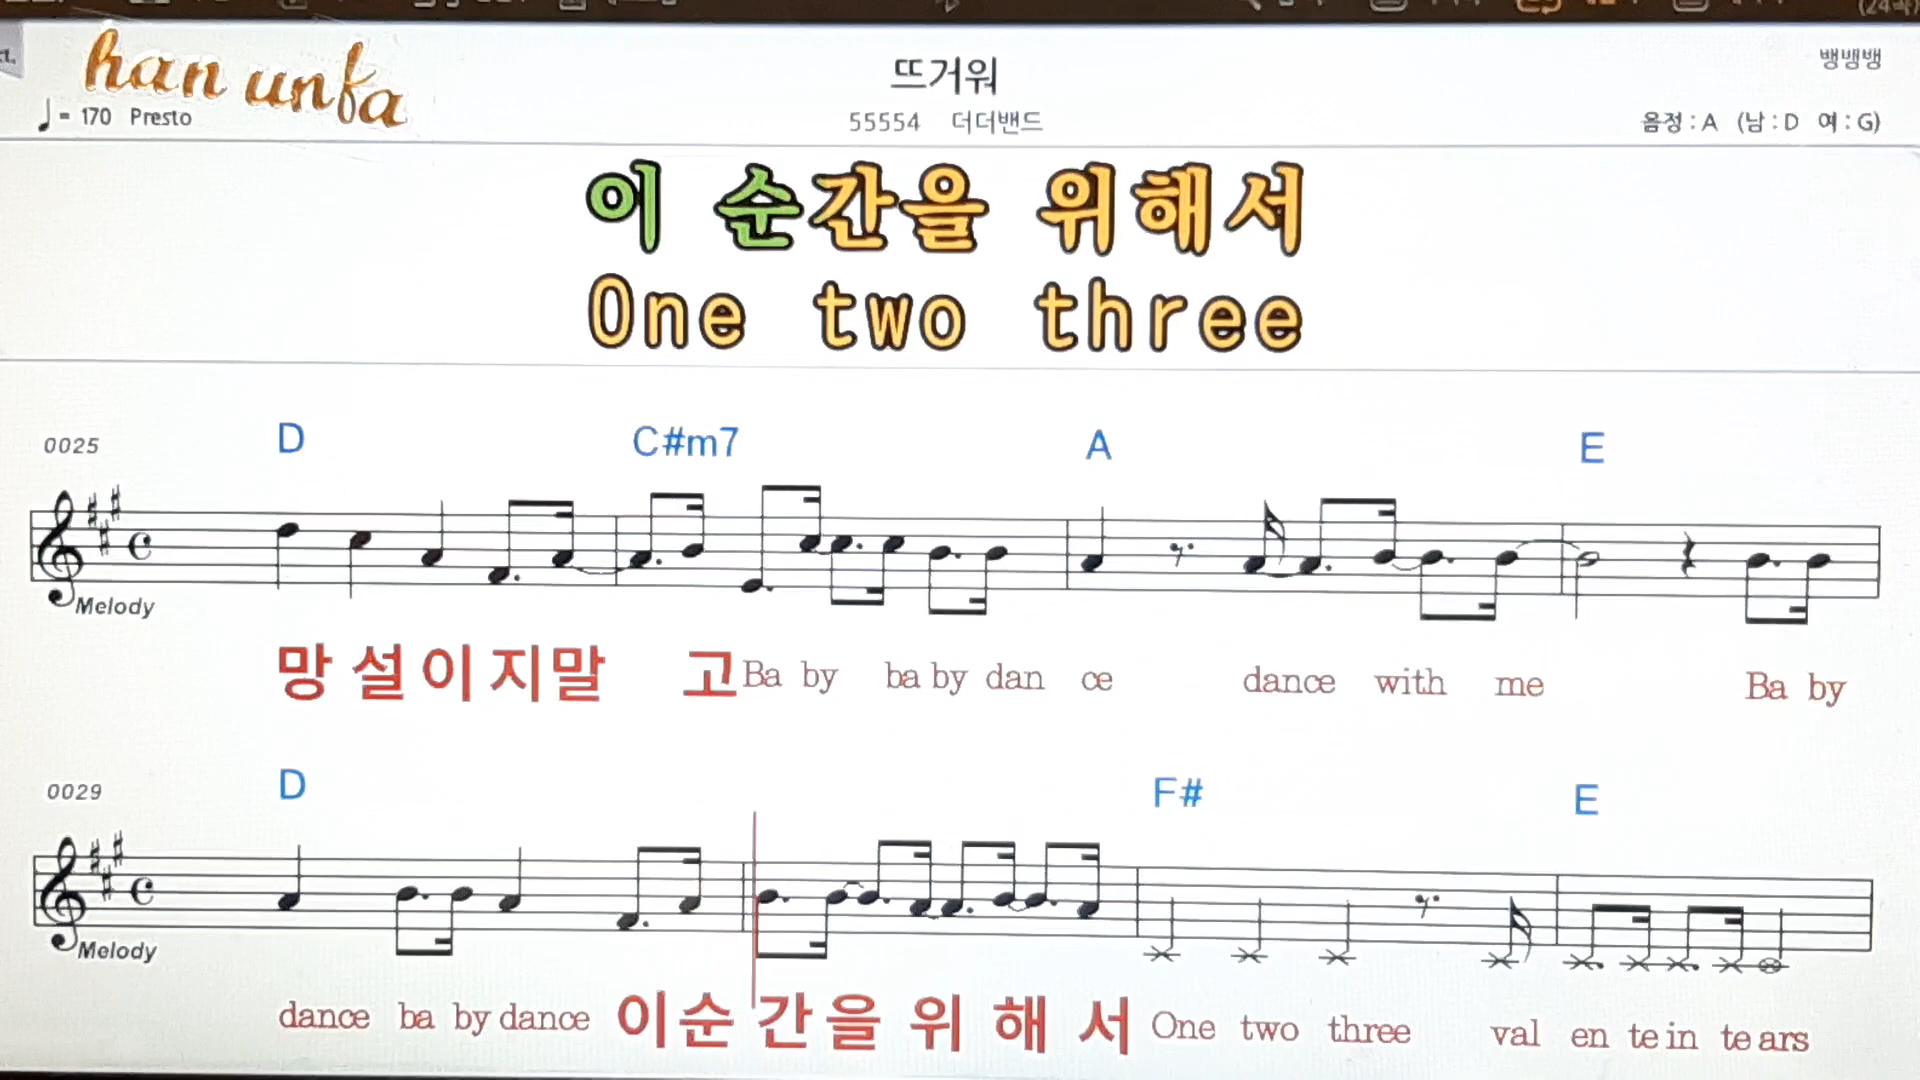 han unfa
뜨거워
뱅뱅뱅
= 170 Presto
55554 더더밴드
음정 : A (남 : D 여 : G)
이 순간을 위해서
One two three
0025 D C#m7 A E
Melody
망 설 이 지 말 고 Ba by ba by dan ce dance with me Ba by
0029 D F# E
Melody
dance ba by dance 이 순 간 을 위 해 서 One two three val en te in te ars